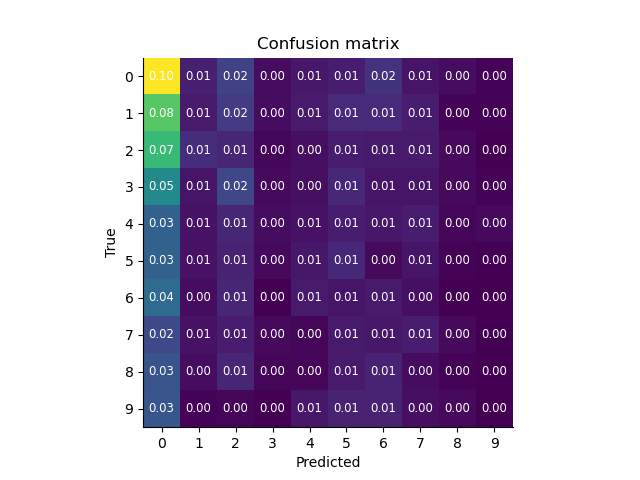 Confusion matrix
0 0.10 0.01 0.02 0.00 0.01 0.01 0.02 0.01 0.00 0.00
1 0.08 0.01 0.02 0.00 0.01 0.01 0.01 0.01 0.00 0.00
2 0.07 0.01 0.01 0.00 0.00 0.01 0.01 0.01 0.00 0.00
3 0.05 0.01 0.02 0.00 0.00 0.01 0.01 0.01 0.00 0.00
4 0.03 0.01 0.01 0.00 0.01 0.01 0.01 0.01 0.00 0.00
5 0.03 0.01 0.01 0.00 0.01 0.01 0.00 0.01 0.00 0.00
6 0.04 0.00 0.01 0.00 0.01 0.01 0.01 0.00 0.00 0.00
7 0.02 0.01 0.01 0.00 0.00 0.01 0.01 0.01 0.00 0.00
8 0.03 0.00 0.01 0.00 0.00 0.01 0.01 0.00 0.00 0.00
9 0.03 0.00 0.00 0.00 0.01 0.01 0.01 0.00 0.00 0.00
True
0 1 2 3 4 5 6 7 8 9
Predicted